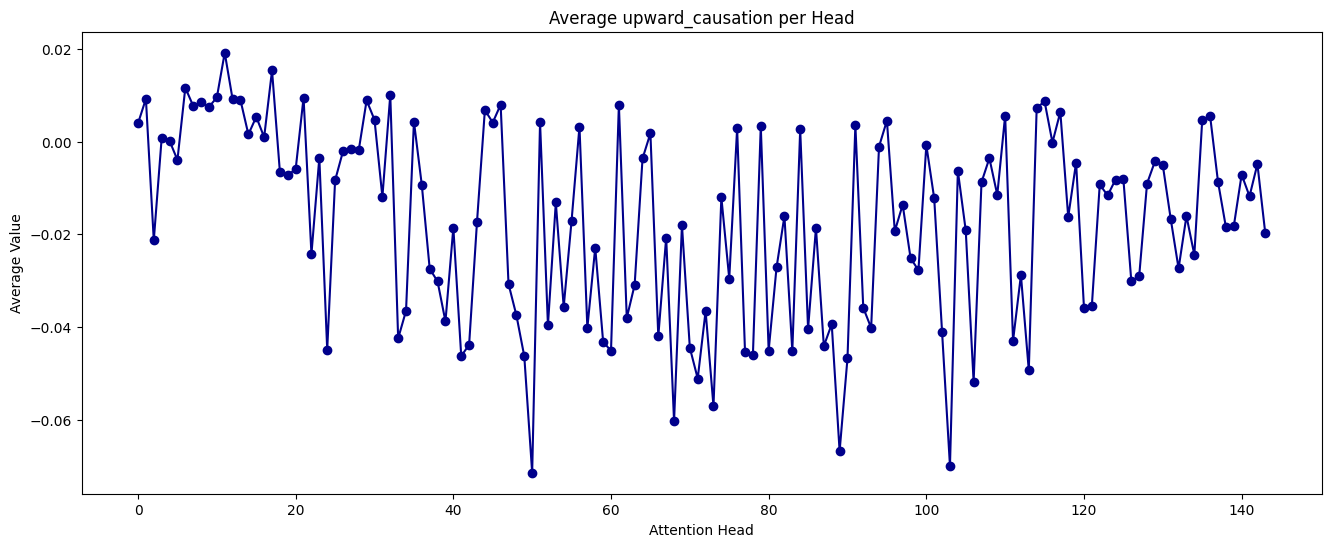 Average upward_causation per Head
0.02
0.00
−0.02
−0.04
−0.06
Average Value
0 20 40 60 80 100 120 140
Attention Head